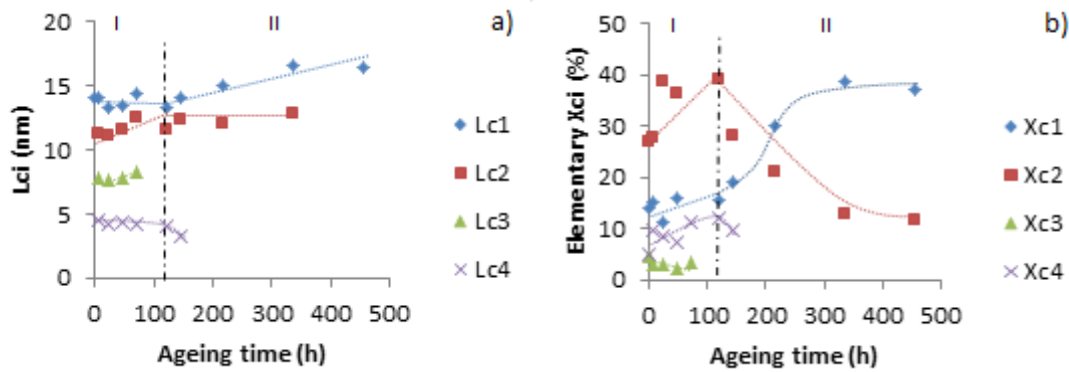 I II a)
Lci (nm)
20
15
10
5
0
0 100 200 300 400 500
Ageing time (h)
Lc1
Lc2
Lc3
Lc4
I II b)
Elementary Xci (%)
50
40
30
20
10
0
0 100 200 300 400 500
Ageing time (h)
Xc1
Xc2
Xc3
Xc4